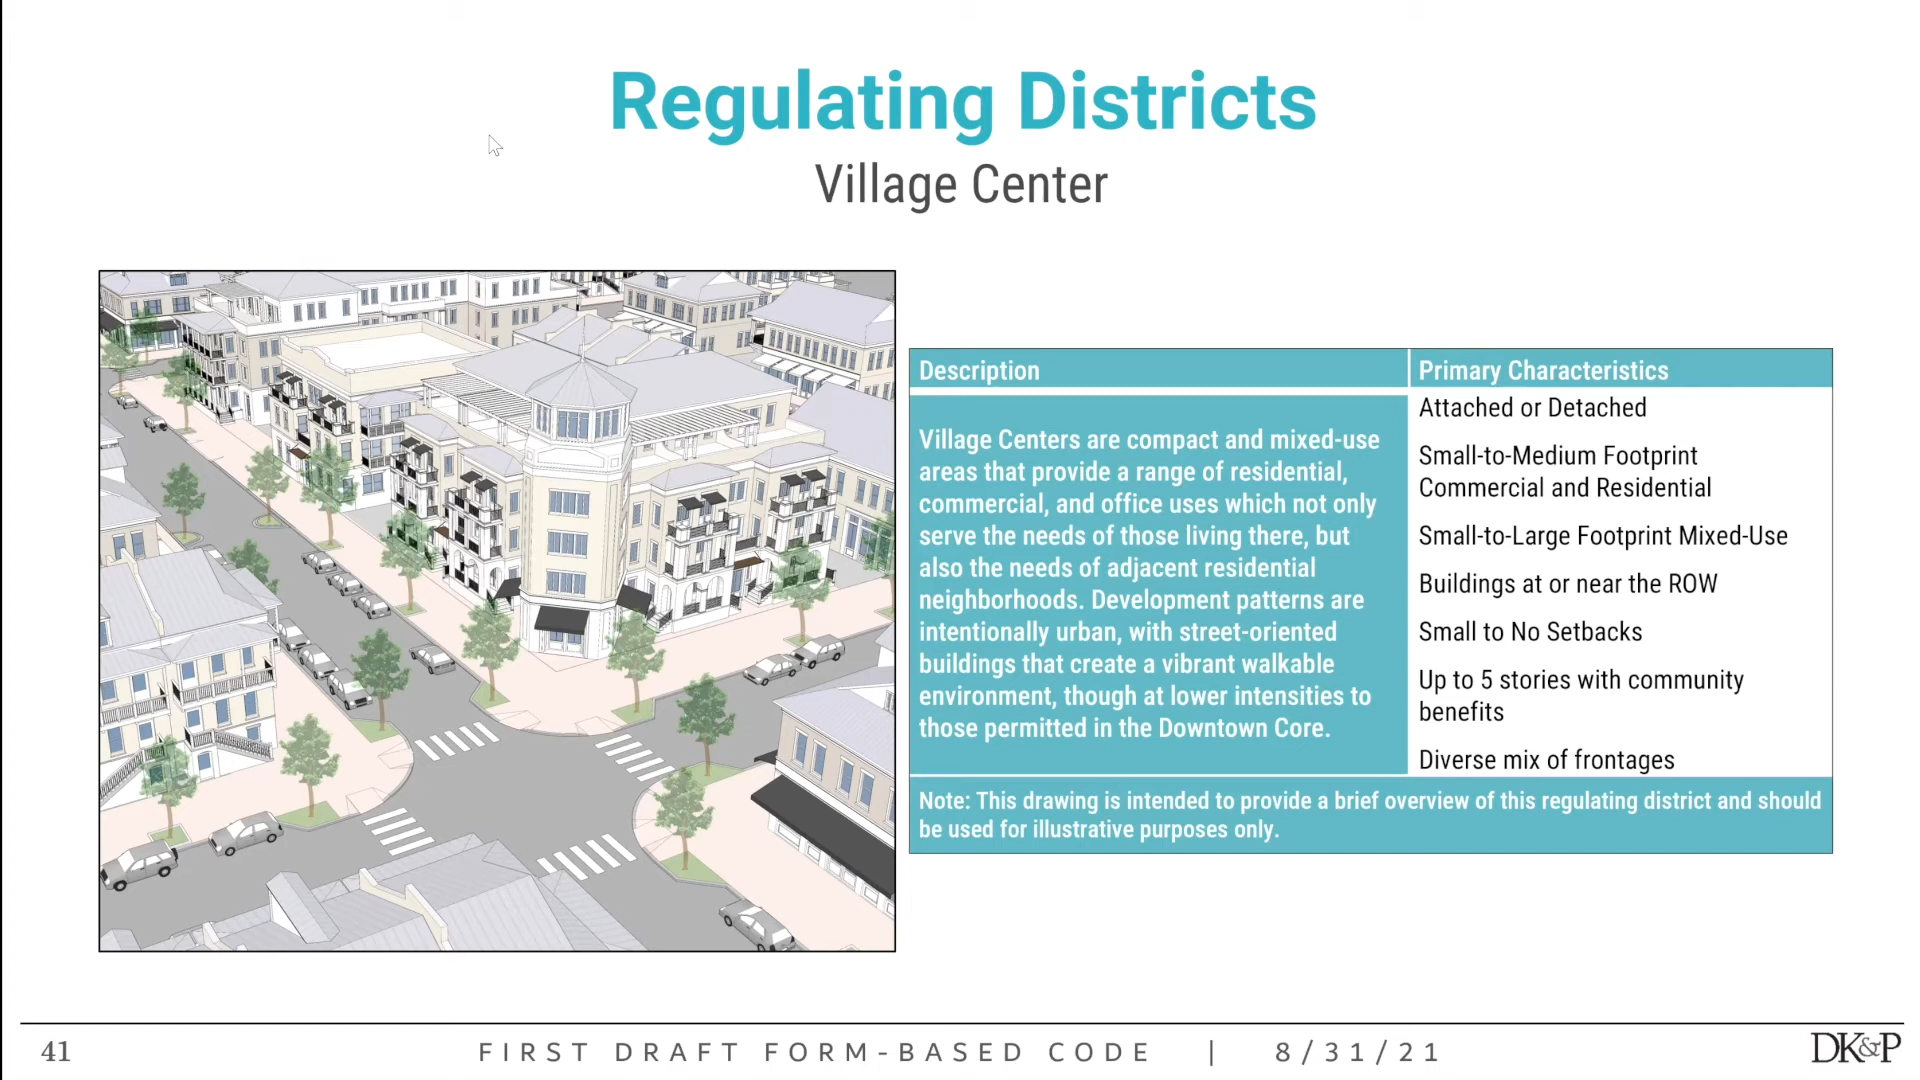 Regulating Districts
Village Center
Description
Primary Characteristics
Village Centers are compact and mixed-use
areas that provide a range of residential,
commercial, and office uses which not only
serve the needs of those living there, but
also the needs of adjacent residential
neighborhoods. Development patterns are
intentionally urban, with street-oriented
buildings that create a vibrant walkable
environment, though at lower intensities to
those permitted in the Downtown Core.
Attached or Detached
Small-to-Medium Footprint
Commercial and Residential
Small-to-Large Footprint Mixed-Use
Buildings at or near the ROW
Small to No Setbacks
Up to 5 stories with community
benefits
Diverse mix of frontages
Note: This drawing is intended to provide a brief overview of this regulating district and should
be used for illustrative purposes only.
41
FIRST DRAFT FORM-BASED CODE | 8/31/21
DK&P